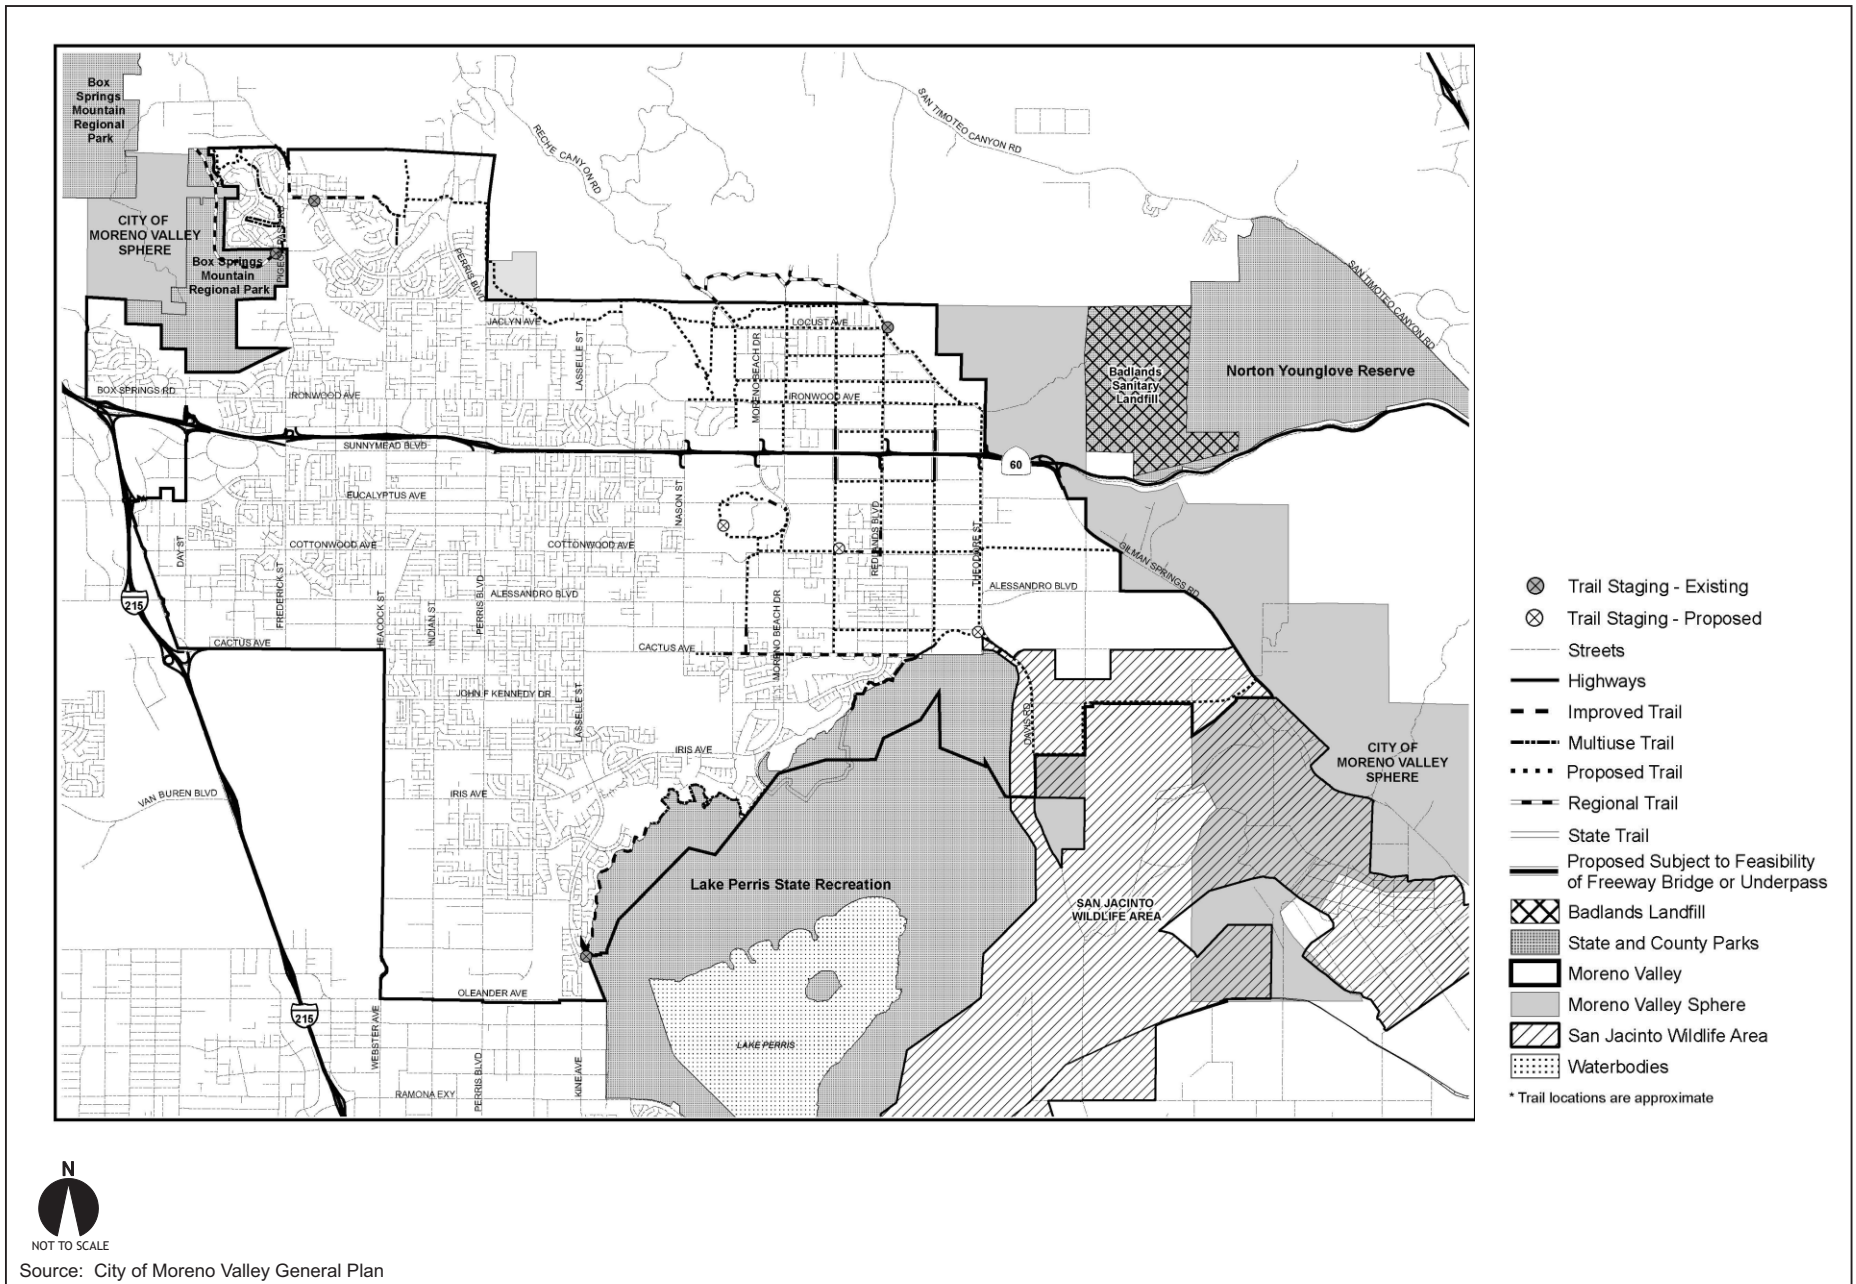 Box
Springs
Mountain
Regional
Park
CITY OF
MORENO VALLEY
SPHERE
Box Springs
Mountain
Regional Park
RECHE CANYON RD
SAN TIMOTEO CANYON RD
SAN TIMOTEO CANYON RD
PERRIS BLVD
JACLYN AVE
LOCUST AVE
LASSELLE ST
MORENO BEACH DR
Badlands
Sanitary
Landfill
Norton Younglove Reserve
BOX SPRINGS RD
IRONWOOD AVE
IRONWOOD AVE
SUNNYMEAD BLVD
60
EUCALYPTUS AVE
NASON ST
REDLANDS BLVD
THEODORE ST
DAY ST
COTTONWOOD AVE
COTTONWOOD AVE
GILMAN SPRINGS RD
FREDERICK ST
HEACOCK ST
INDIAN ST
PERRIS BLVD
ALESSANDRO BLVD
ALESSANDRO BLVD
MORENO BEACH DR
215
CACTUS AVE
CACTUS AVE
JOHN F KENNEDY DR
LASSELLE ST
DAVIS RD
IRIS AVE
CITY OF
MORENO VALLEY
SPHERE
VAN BUREN BLVD
IRIS AVE
Lake Perris State Recreation
SAN JACINTO
WILDLIFE AREA
OLEANDER AVE
215
WEBSTER AVE
PERRIS BLVD
KINE AVE
LAKE PERRIS
RAMONA EXY
Trail Staging - Existing
Trail Staging - Proposed
Streets
Highways
Improved Trail
Multiuse Trail
Proposed Trail
Regional Trail
State Trail
Proposed Subject to Feasibility
of Freeway Bridge or Underpass
Badlands Landfill
State and County Parks
Moreno Valley
Moreno Valley Sphere
San Jacinto Wildlife Area
Waterbodies
* Trail locations are approximate
N
NOT TO SCALE
Source: City of Moreno Valley General Plan